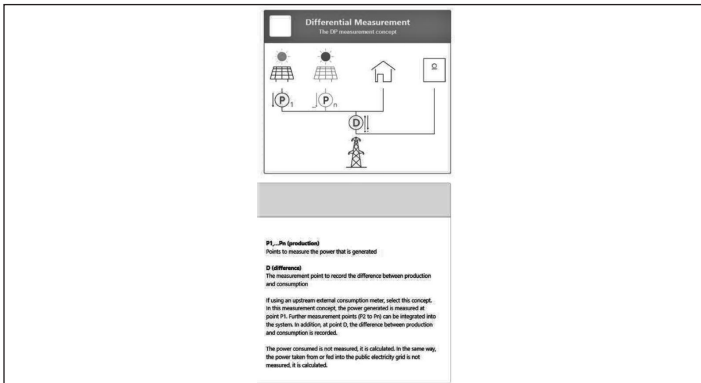 Differential Measurement
The DP measurement concept
P 1
P n
D
P1,...Pn (production)
Points to measure the power that is generated
D (difference)
The measurement point to record the difference between production
and consumption
If using an upstream external consumption meter, select this concept.
In this measurement concept, the power generated is measured at
point P1. Further measurement points (P2 to Pn) can be integrated into
the system. In addition, at point D, the difference between production
and consumption is recorded.
The power consumed is not measured, it is calculated. In the same way,
the power taken from or fed into the public electricity grid is not
measured, it is calculated.